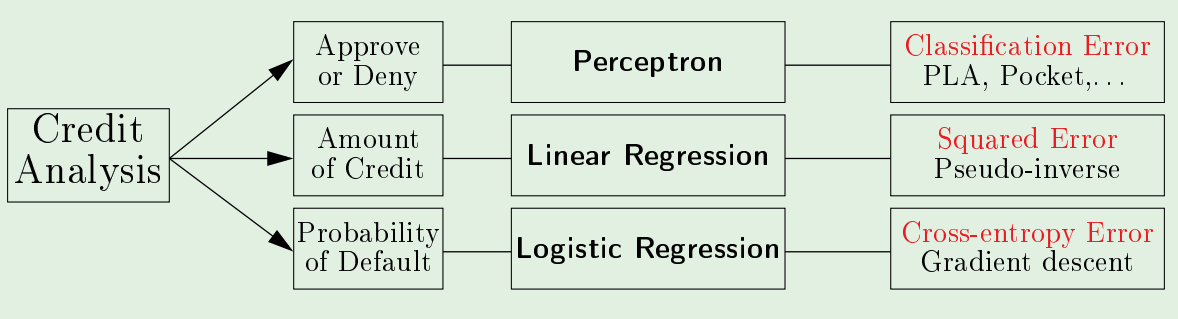 Credit
Analysis
Approve
or Deny
Perceptron
Classification Error
PLA, Pocket,...
Amount
of Credit
Linear Regression
Squared Error
Pseudo-inverse
Probability
of Default
Logistic Regression
Cross-entropy Error
Gradient descent